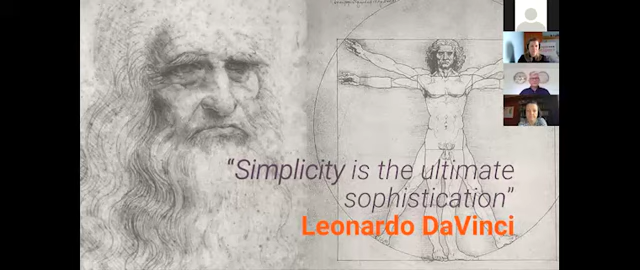 “Simplicity is the ultimate
sophistication”
Leonardo DaVinci